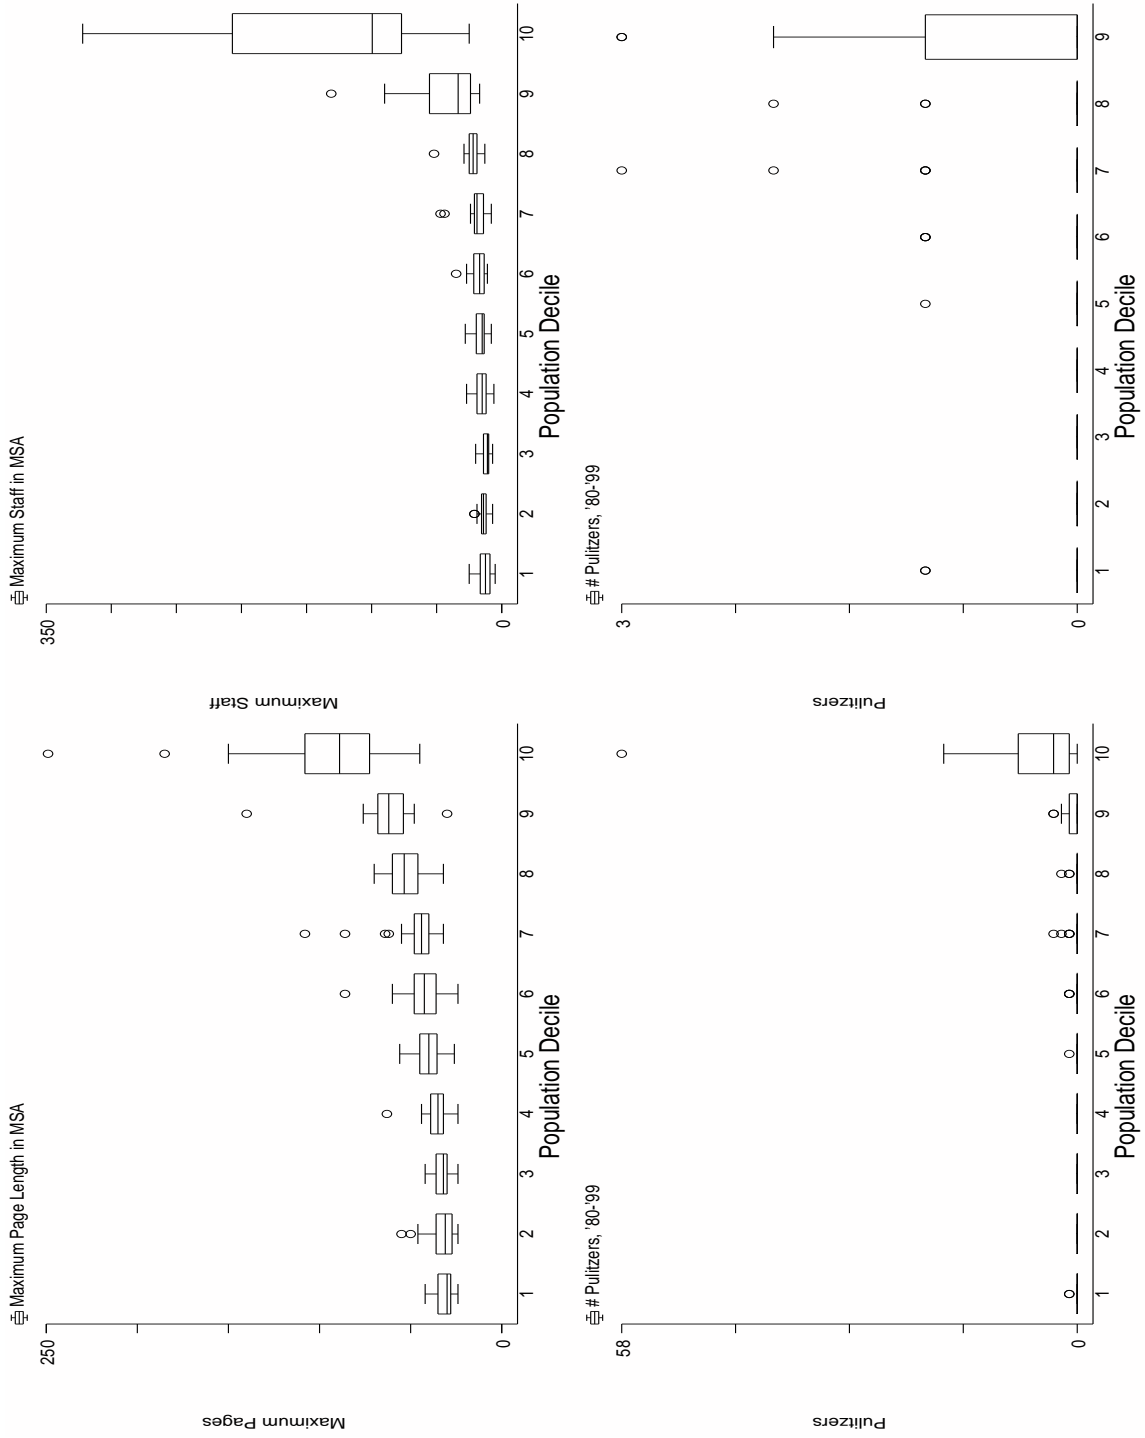 Maximum Page Length in MSA
250
0
Maximum Pages
1 2 3 4 5 6 7 8 9 10
Population Decile
Maximum Staff in MSA
350
0
Maximum Staff
1 2 3 4 5 6 7 8 9 10
Population Decile
# Pulitzers, '80-'99
58
0
Pulitzers
1 2 3 4 5 6 7 8 9 10
Population Decile
# Pulitzers, '80-'99
3
0
Pulitzers
1 2 3 4 5 6 7 8 9
Population Decile